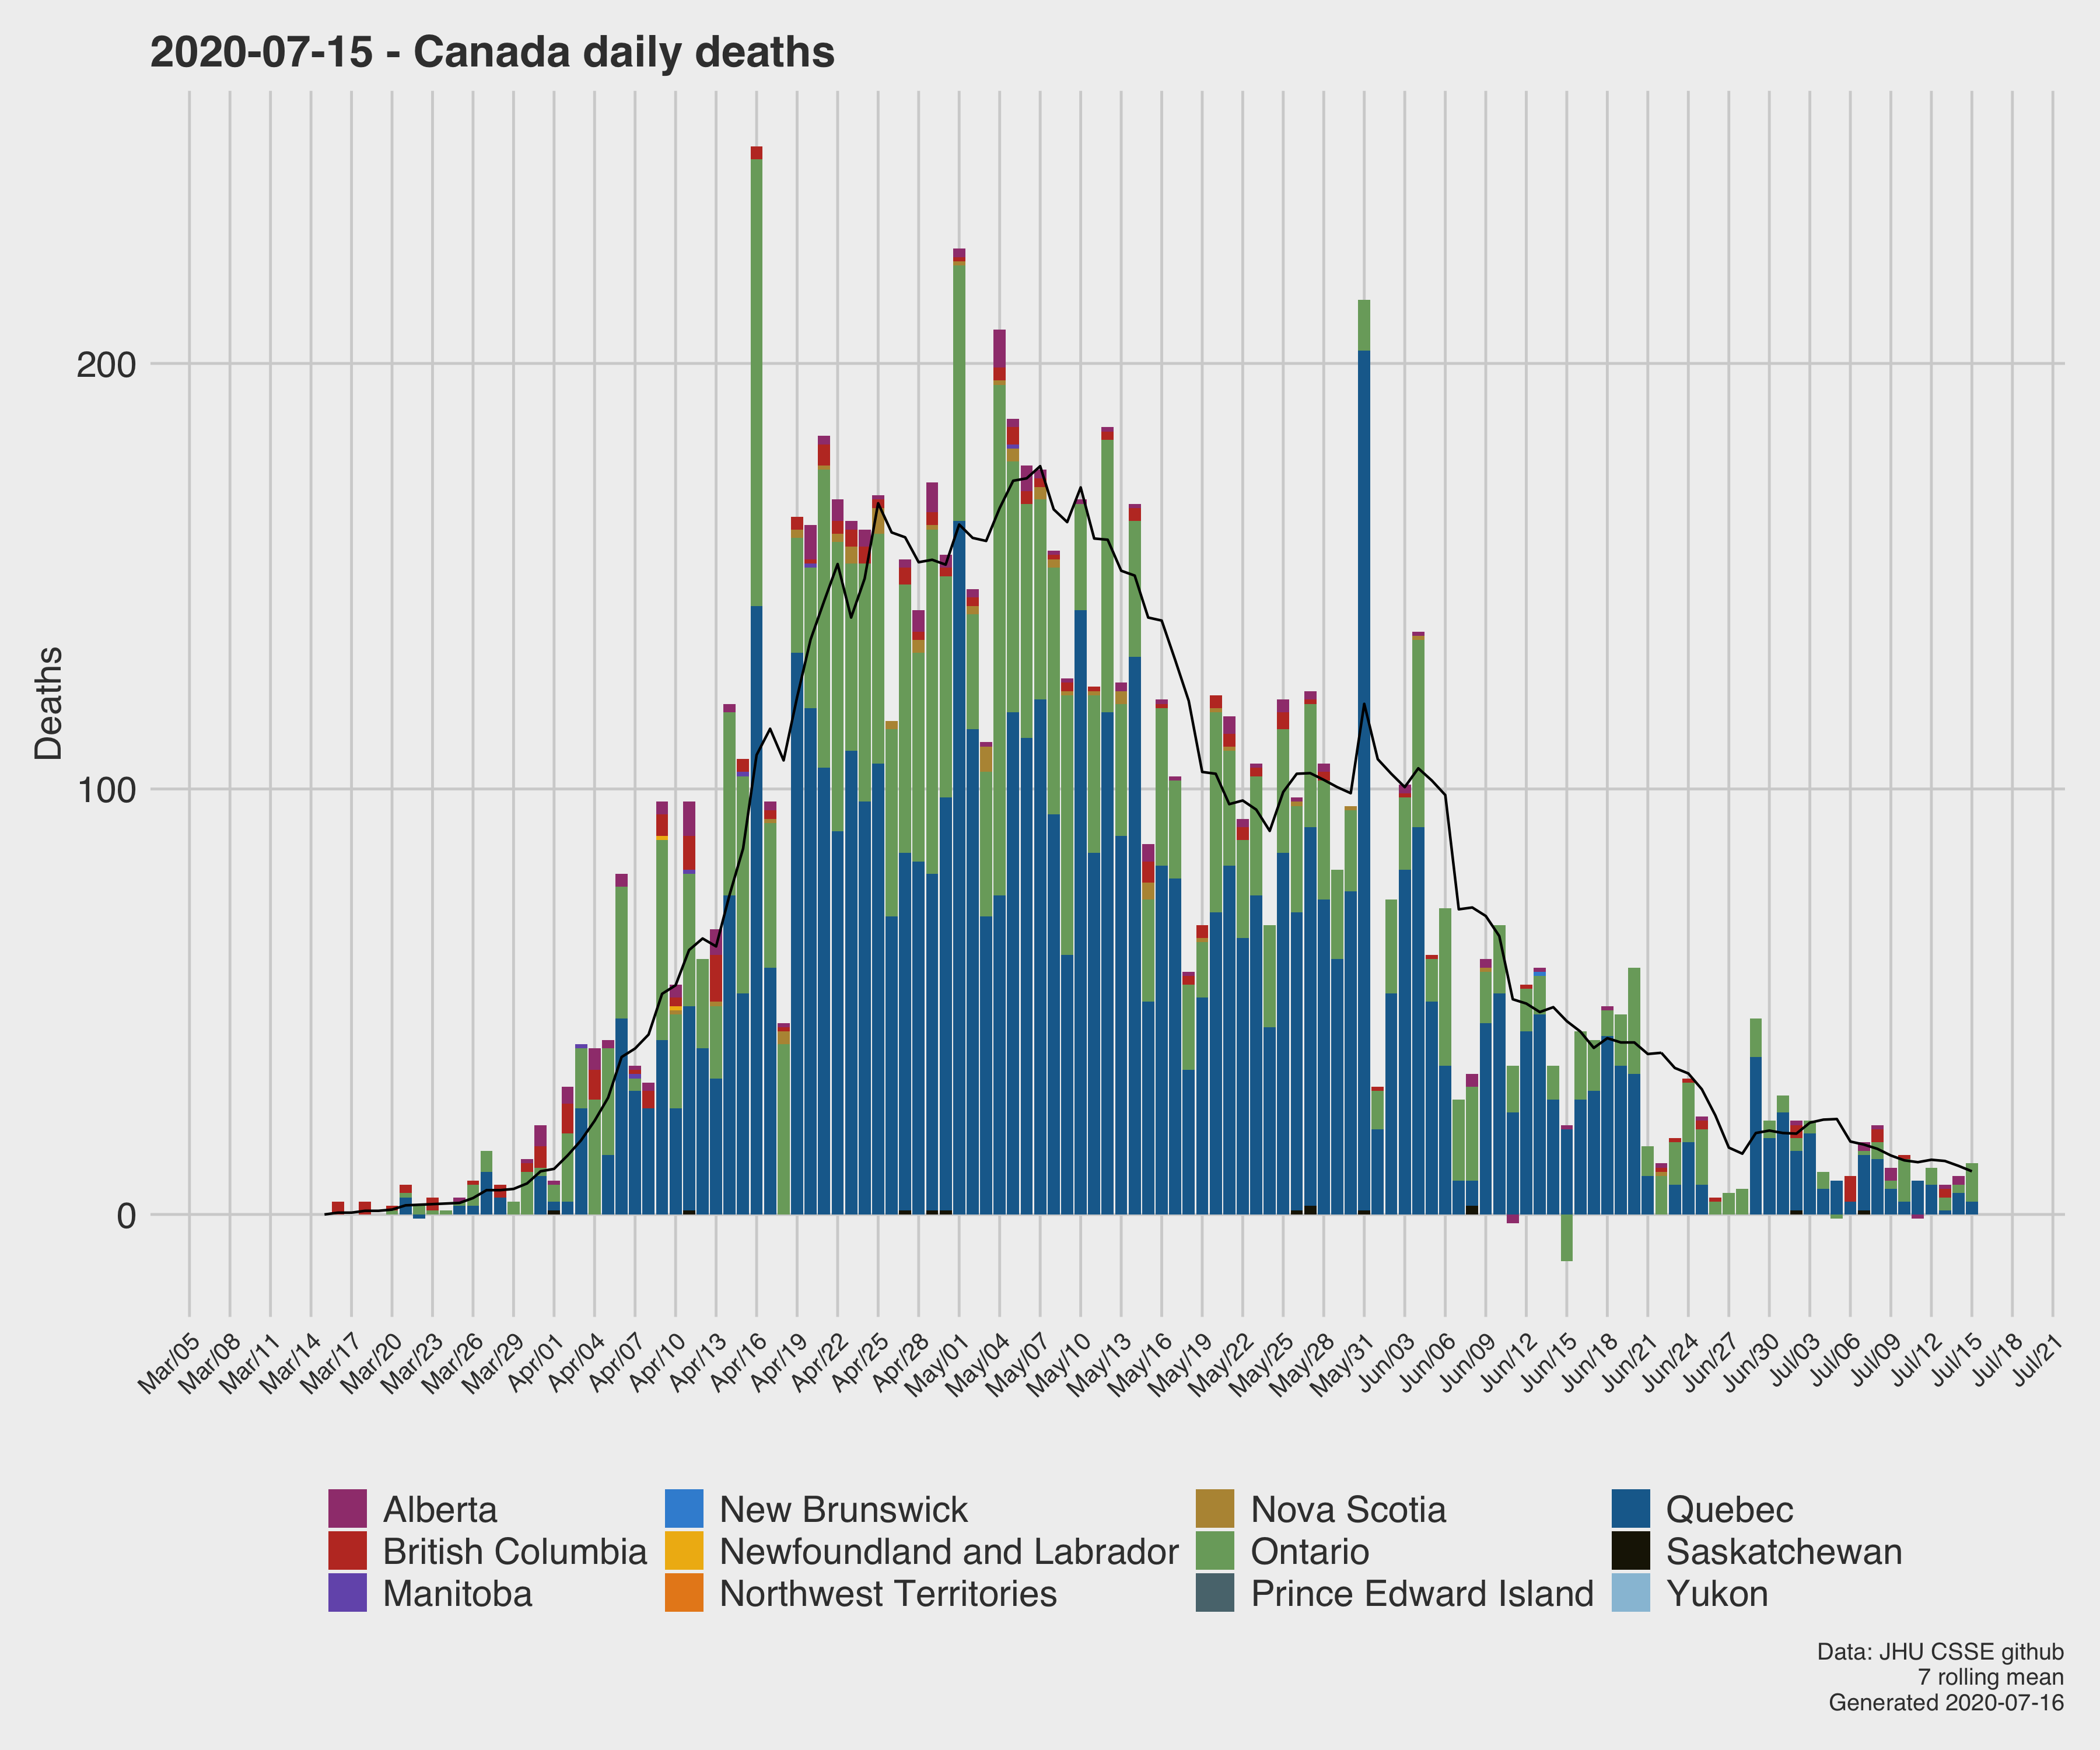 2020-07-15 - Canada daily deaths
Deaths
200
100
0
Mar/05 Mar/08 Mar/11 Mar/14 Mar/17 Mar/20 Mar/23 Mar/26 Mar/29 Apr/01 Apr/04 Apr/07 Apr/10 Apr/13 Apr/16 Apr/19 Apr/22 Apr/25 Apr/28 May/01 May/04 May/07 May/10 May/13 May/16 May/19 May/22 May/25 May/28 May/31 Jun/03 Jun/06 Jun/09 Jun/12 Jun/15 Jun/18 Jun/21 Jun/24 Jun/27 Jun/30 Jul/03 Jul/06 Jul/09 Jul/12 Jul/15 Jul/18 Jul/21
Alberta New Brunswick Nova Scotia Quebec
British Columbia Newfoundland and Labrador Ontario Saskatchewan
Manitoba Northwest Territories Prince Edward Island Yukon
Data: JHU CSSE github
7 rolling mean
Generated 2020-07-16